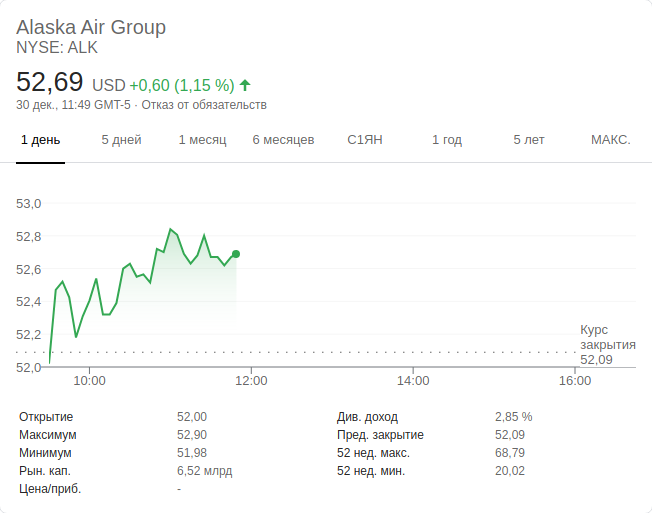 Alaska Air Group
NYSE: ALK
52,69 USD +0,60 (1,15 %)
30 дек., 11:49 GMT-5 · Отказ от обязательств
1 день 5 дней 1 месяц 6 месяцев С1ЯН 1 год 5 лет МАКС.
53,0
52,8
52,6
52,4
52,2
52,0
Курс
закрытия
52,09
10:00 12:00 14:00 16:00
Открытие 52,00 Див. доход 2,85 %
Максимум 52,90 Пред. закрытие 52,09
Минимум 51,98 52 нед. макс. 68,79
Рын. кап. 6,52 млрд 52 нед. мин. 20,02
Цена/приб. -